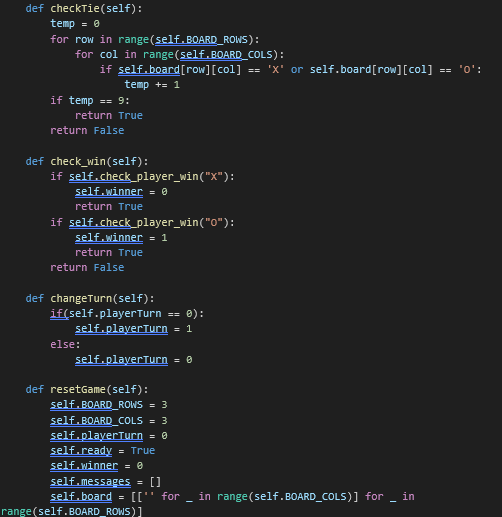 def checkTie(self):
        temp = 0
        for row in range(self.BOARD_ROWS):
            for col in range(self.BOARD_COLS):
                if self.board[row][col] == 'X' or self.board[row][col] == 'O':
                    temp += 1
        if temp == 9:
            return True
        return False

    def check_win(self):
        if self.check_player_win("X"):
            self.winner = 0
            return True
        if self.check_player_win("O"):
            self.winner = 1
            return True
        return False

    def changeTurn(self):
        if(self.playerTurn == 0):
            self.playerTurn = 1
        else:
            self.playerTurn = 0

    def resetGame(self):
        self.BOARD_ROWS = 3
        self.BOARD_COLS = 3
        self.playerTurn = 0
        self.ready = True
        self.winner = 0
        self.messages = []
        self.board = [['' for _ in range(self.BOARD_COLS)] for _ in
range(self.BOARD_ROWS)]